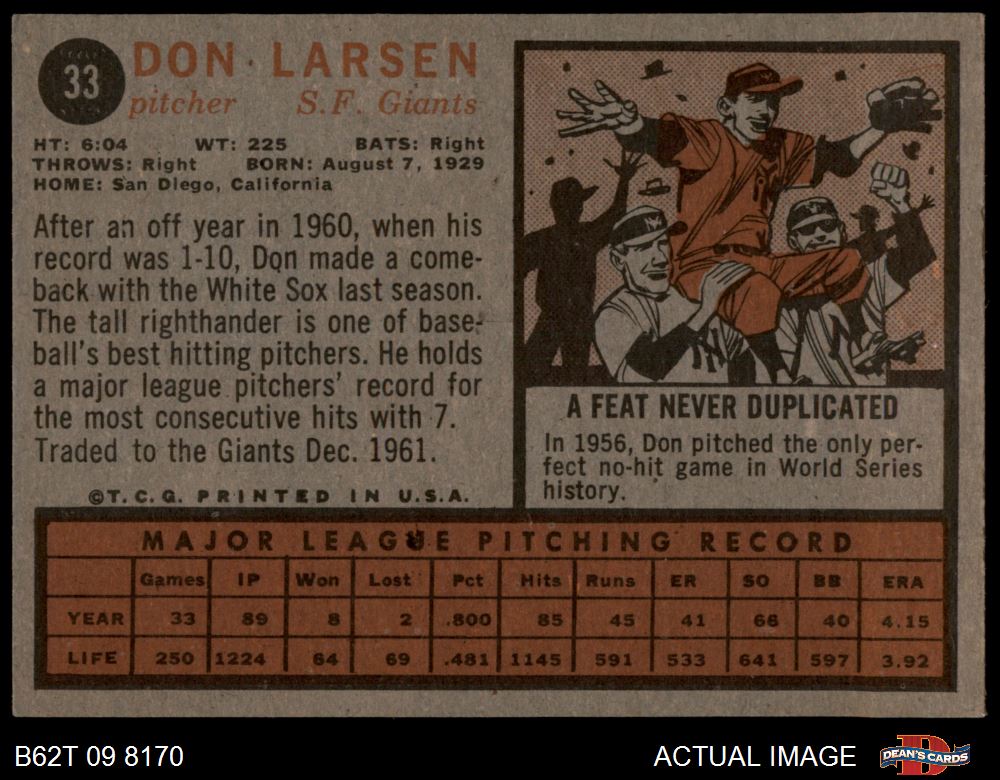 33
DON LARSEN
pitcher S.F. Giants
HT: 6:04 WT: 225 BATS: Right
THROWS: Right BORN: August 7, 1929
HOME: San Diego, California
After an off year in 1960, when his
record was 1-10, Don made a come-
back with the White Sox last season.
The tall righthander is one of base-
ball's best hitting pitchers. He holds
a major league pitchers' record for
the most consecutive hits with 7.
Traded to the Giants Dec. 1961.
©T.C.G. PRINTED IN U.S.A.
A FEAT NEVER DUPLICATED
In 1956, Don pitched the only per-
fect no-hit game in World Series
history.
MAJOR LEAGUE PITCHING RECORD
Games IP Won Lost Pct Hits Runs ER SO BB ERA
YEAR 33 89 8 2 .800 85 45 41 66 40 4.15
LIFE 250 1224 64 69 .481 1145 591 533 641 597 3.92
B62T 09 8170
ACTUAL IMAGE
DEAN'S CARDS